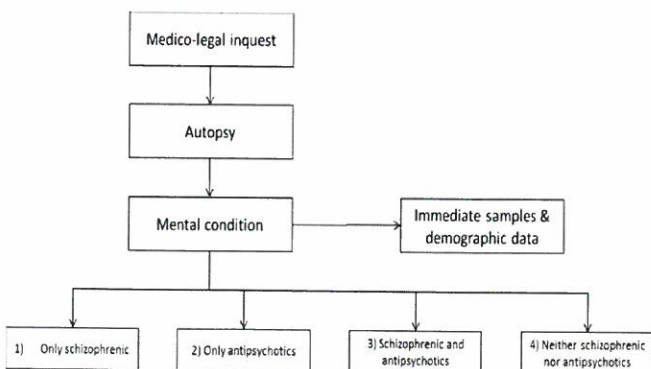 Medico-legal inquest
Autopsy
Mental condition
Immediate samples &
demographic data
1) Only schizophrenic
2) Only antipsychotics
3) Schizophrenic and
antipsychotics
4) Neither schizophrenic
nor antipsychotics